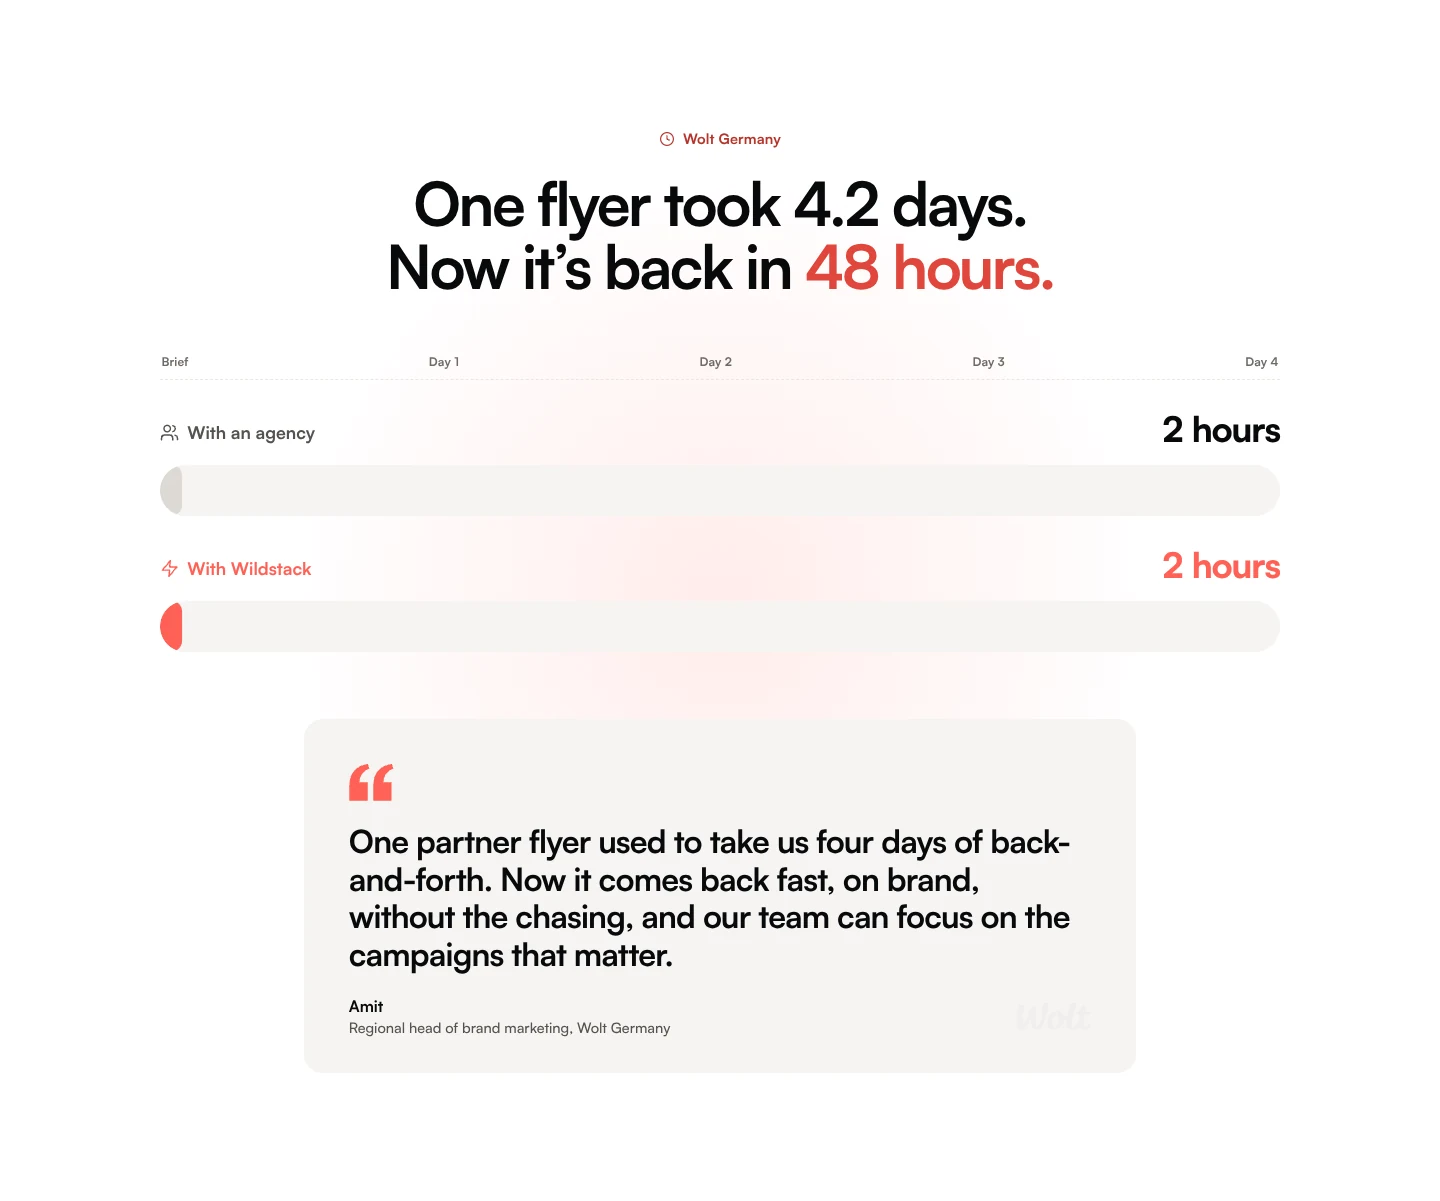 Wolt Germany
One flyer took 4.2 days.
Now it’s back in 48 hours.
Brief Day 1 Day 2 Day 3 Day 4
With an agency 2 hours
With Wildstack 2 hours
One partner flyer used to take us four days of back-
and-forth. Now it comes back fast, on brand,
without the chasing, and our team can focus on the
campaigns that matter.
Amit
Regional head of brand marketing, Wolt Germany
Wolt